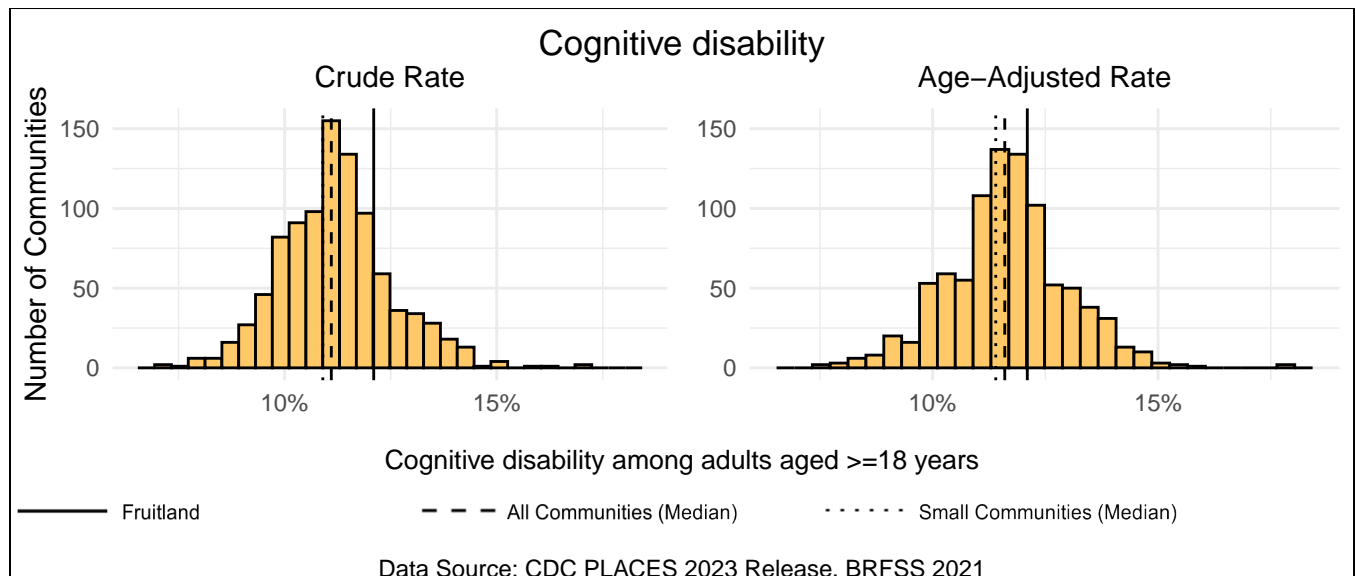 Cognitive disability
Crude Rate
Age−Adjusted Rate
Number of Communities
150
100
50
0
10%
15%
150
100
50
0
10%
15%
Cognitive disability among adults aged >=18 years
Fruitland
All Communities (Median)
Small Communities (Median)
Data Source: CDC PLACES 2023 Release, BRFSS 2021